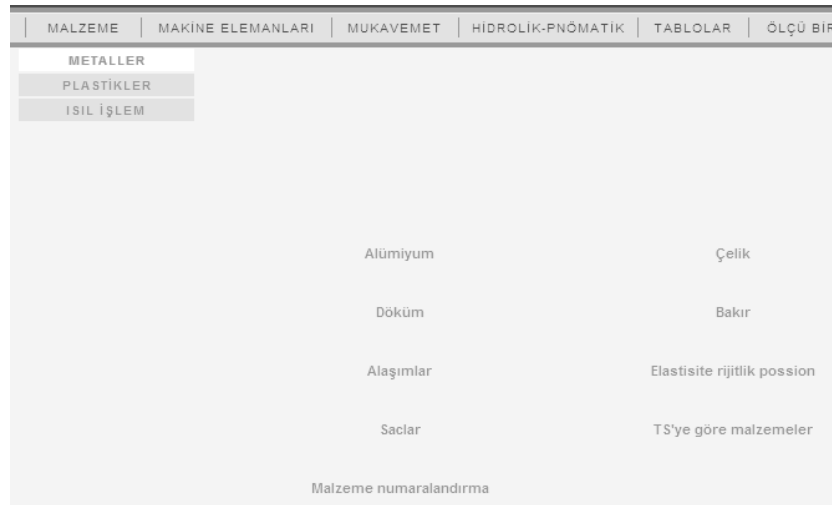 MALZEME MAKİNE ELEMANLARI MUKAVEMET HİDROLİK-PNÖMATİK TABLOLAR ÖLÇÜ
METALLER
PLASTİKLER
ISIL İŞLEM
Alümiyum Çelik
Döküm Bakır
Alaşımlar Elastisite rijitlik possion
Saclar TS'ye göre malzemeler
Malzeme numaralandırma